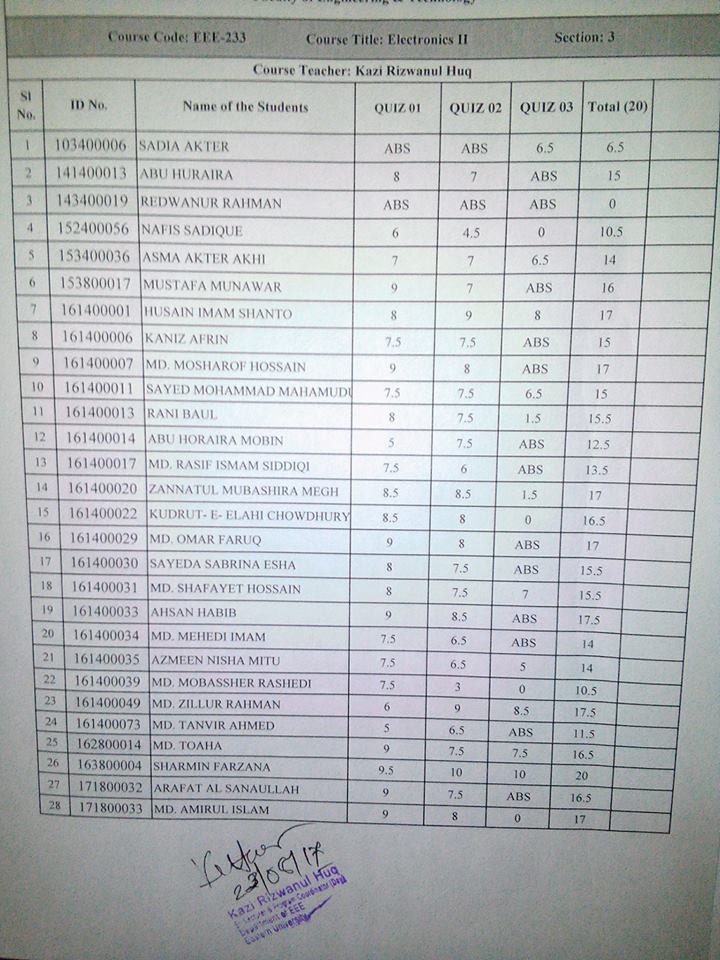 Faculty of Engineering & Technology
Course Code: EEE-233 Course Title: Electronics II Section: 3
Course Teacher: Kazi Rizwanul Huq
Sl No. ID No. Name of the Students QUIZ 01 QUIZ 02 QUIZ 03 Total (20)
1 103400006 SADIA AKTER ABS ABS 6.5 6.5
2 141400013 ABU HURAIRA 8 7 ABS 15
3 143400019 REDWANUR RAHMAN ABS ABS ABS 0
4 152400056 NAFIS SADIQUE 6 4.5 0 10.5
5 153400036 ASMA AKTER AKHI 7 7 6.5 14
6 153800017 MUSTAFA MUNAWAR 9 7 ABS 16
7 161400001 HUSAIN IMAM SHANTO 8 9 8 17
8 161400006 KANIZ AFRIN 7.5 7.5 ABS 15
9 161400007 MD. MOSHAROF HOSSAIN 9 8 ABS 17
10 161400011 SAYED MOHAMMAD MAHAMUDU 7.5 7.5 6.5 15
11 161400013 RANI BAUL 8 7.5 1.5 15.5
12 161400014 ABU HORAIRA MOBIN 5 7.5 ABS 12.5
13 161400017 MD. RASIF ISMAM SIDDIQI 7.5 6 ABS 13.5
14 161400020 ZANNATUL MUBASHIRA MEGH 8.5 8.5 1.5 17
15 161400022 KUDRUT- E- ELAHI CHOWDHURY 8.5 8 0 16.5
16 161400029 MD. OMAR FARUQ 9 8 ABS 17
17 161400030 SAYEDA SABRINA ESHA 8 7.5 ABS 15.5
18 161400031 MD. SHAFAYET HOSSAIN 8 7.5 7 15.5
19 161400033 AHSAN HABIB 9 8.5 ABS 17.5
20 161400034 MD. MEHEDI IMAM 7.5 6.5 ABS 14
21 161400035 AZMEEN NISHA MITU 7.5 6.5 5 14
22 161400039 MD. MOBASSHER RASHEDI 7.5 3 0 10.5
23 161400049 MD. ZILLUR RAHMAN 6 9 8.5 17.5
24 161400073 MD. TANVIR AHMED 5 6.5 ABS 11.5
25 162800014 MD. TOAHA 9 7.5 7.5 16.5
26 163800004 SHARMIN FARZANA 9.5 10 10 20
27 171800032 ARAFAT AL SANAULLAH 9 7.5 ABS 16.5
28 171800033 MD. AMIRUL ISLAM 9 8 0 17
23/08/17
Kazi Rizwanul Huq
Lecturer & Program Coordinator (Day)
Department of EEE
Eastern University